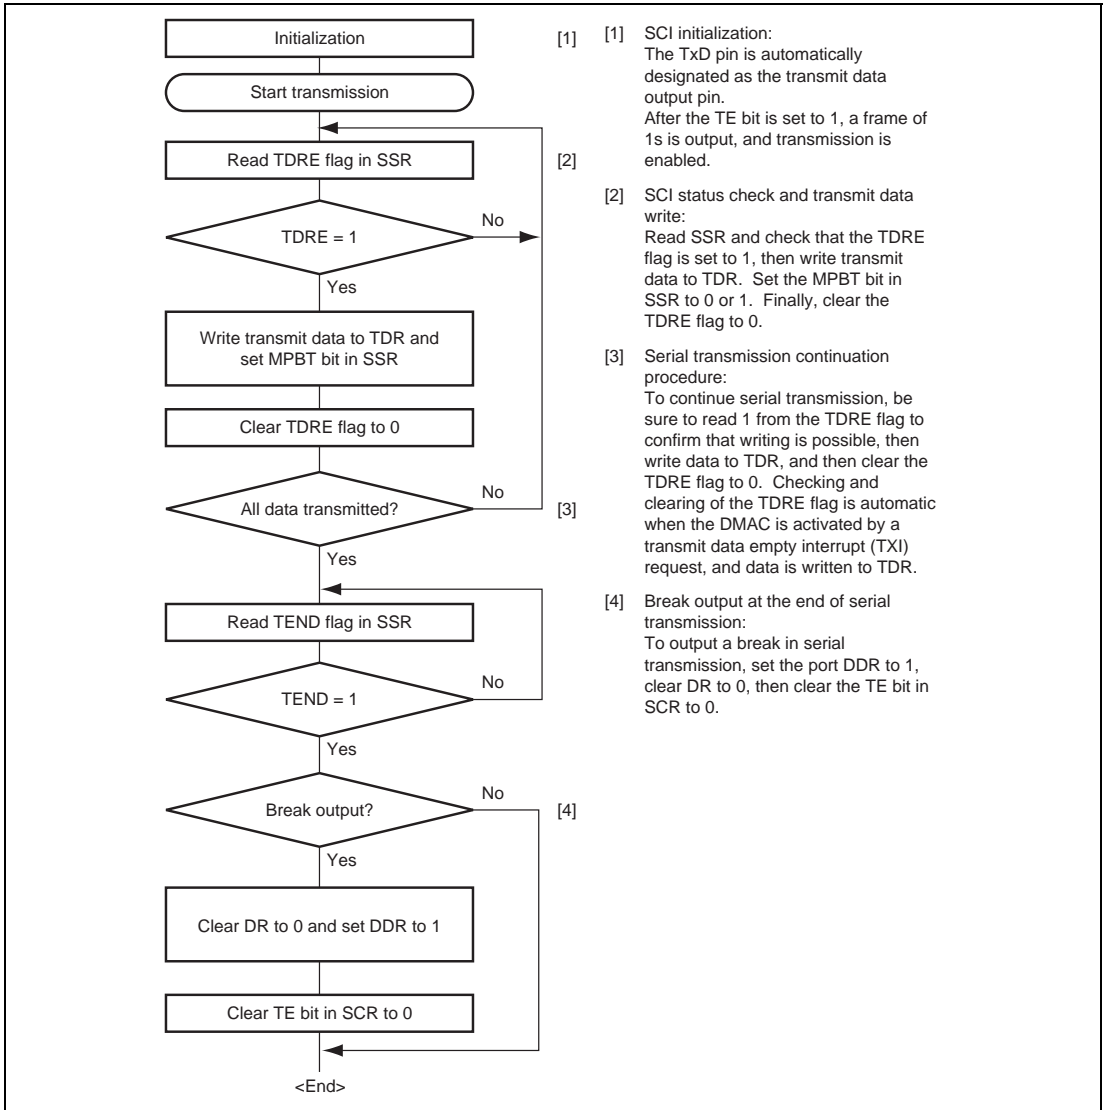 Initialization
[1]
Start transmission
Read TDRE flag in SSR
[2]
No
TDRE = 1
Yes
Write transmit data to TDR and
set MPBT bit in SSR
Clear TDRE flag to 0
No
All data transmitted?
[3]
Yes
Read TEND flag in SSR
No
TEND = 1
Yes
No
Break output?
[4]
Yes
Clear DR to 0 and set DDR to 1
Clear TE bit in SCR to 0
<End>
[1] SCI initialization:
The TxD pin is automatically
designated as the transmit data
output pin.
After the TE bit is set to 1, a frame of
1s is output, and transmission is
enabled.
[2] SCI status check and transmit data
write:
Read SSR and check that the TDRE
flag is set to 1, then write transmit
data to TDR. Set the MPBT bit in
SSR to 0 or 1. Finally, clear the
TDRE flag to 0.
[3] Serial transmission continuation
procedure:
To continue serial transmission, be
sure to read 1 from the TDRE flag to
confirm that writing is possible, then
write data to TDR, and then clear the
TDRE flag to 0. Checking and
clearing of the TDRE flag is automatic
when the DMAC is activated by a
transmit data empty interrupt (TXI)
request, and data is written to TDR.
[4] Break output at the end of serial
transmission:
To output a break in serial
transmission, set the port DDR to 1,
clear DR to 0, then clear the TE bit in
SCR to 0.